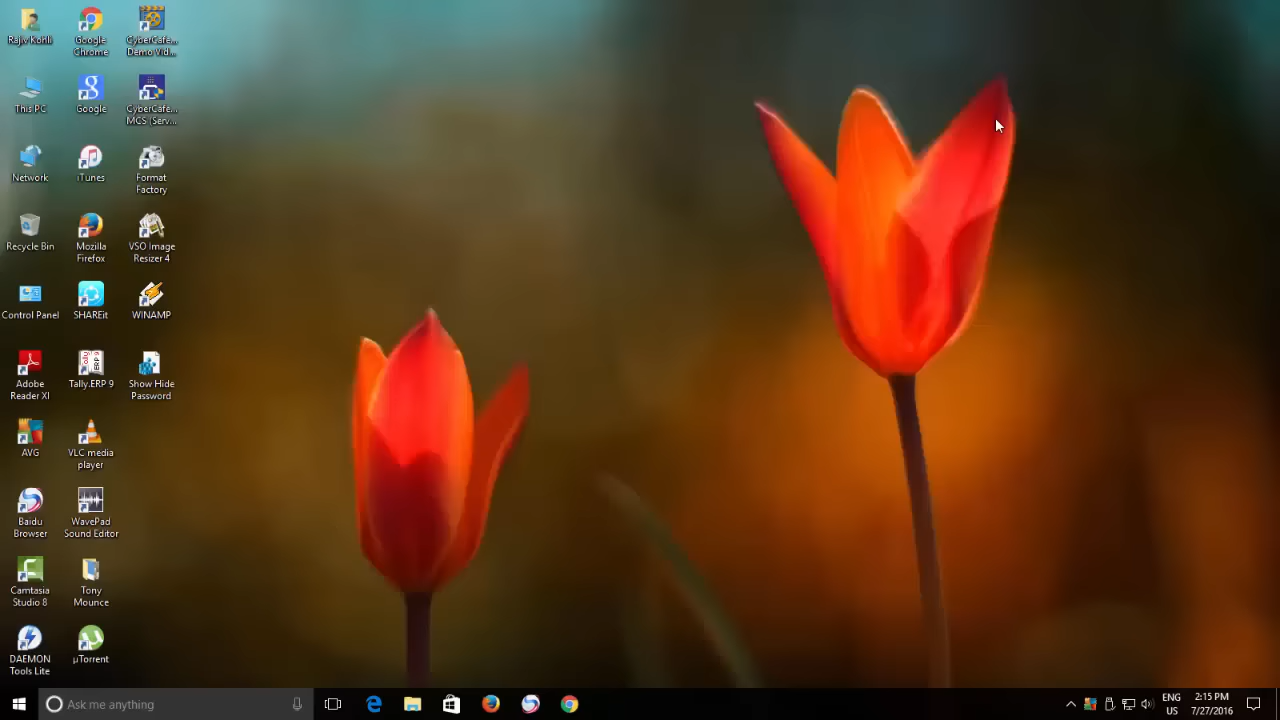 Rajiv Kohli
This PC
Network
Recycle Bin
Control Panel
Adobe
Reader XI
AVG
Baidu
Browser
Camtasia
Studio 8
DAEMON
Tools Lite
Google
Chrome
Google
iTunes
Mozilla
Firefox
SHAREit
Tally.ERP 9
VLC media
player
WavePad
Sound Editor
Tony
Mounce
µTorrent
CyberCafe...
Demo Vid...
CyberCafe...
MCS (Serv...
Format
Factory
VSO Image
Resizer 4
WINAMP
Show Hide
Password
Ask me anything
ENG
US
2:15 PM
7/27/2016